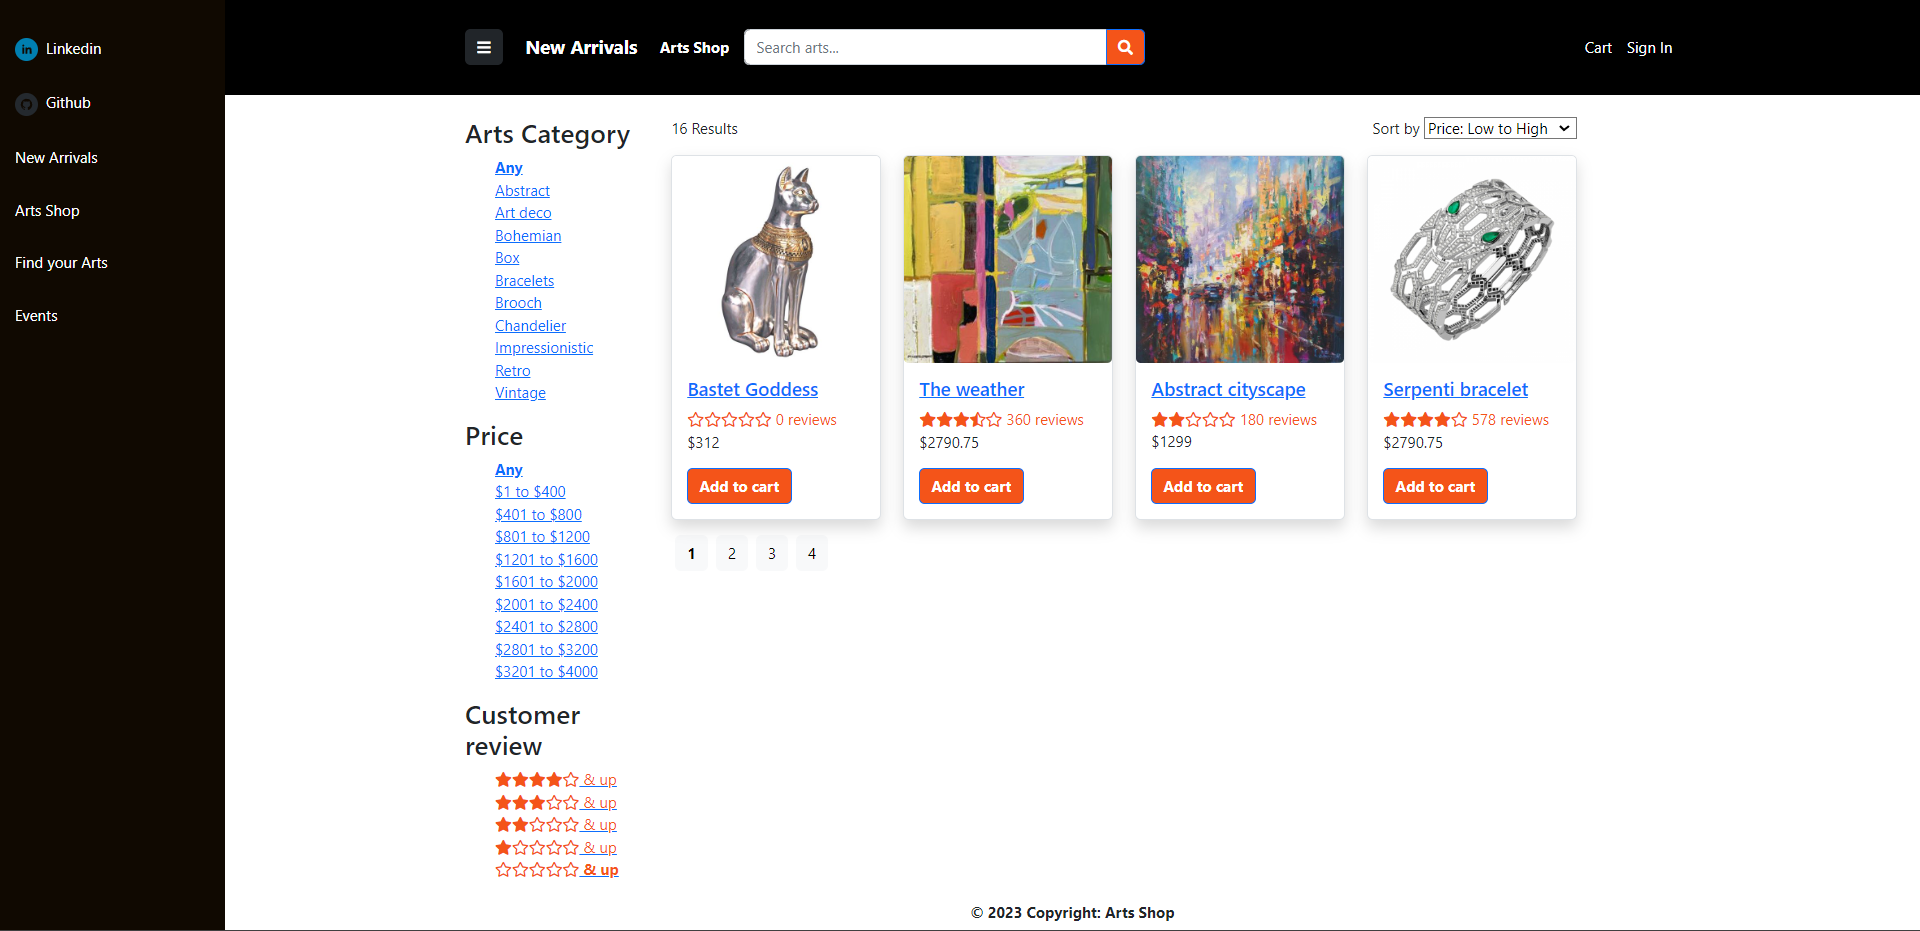 Linkedin
Github
New Arrivals
Arts Shop
Find your Arts
Events
New Arrivals
Arts Shop
Search arts...
Cart
Sign In
Arts Category
Any
Abstract
Art deco
Bohemian
Box
Bracelets
Brooch
Chandelier
Impressionistic
Retro
Vintage
Price
Any
$1 to $400
$401 to $800
$801 to $1200
$1201 to $1600
$1601 to $2000
$2001 to $2400
$2401 to $2800
$2801 to $3200
$3201 to $4000
Customer
review
& up
& up
& up
& up
& up
16 Results
Sort by Price: Low to High
Bastet Goddess
0 reviews
$312
Add to cart
The weather
360 reviews
$2790.75
Add to cart
Abstract cityscape
180 reviews
$1299
Add to cart
Serpenti bracelet
578 reviews
$2790.75
Add to cart
1 2 3 4
© 2023 Copyright: Arts Shop